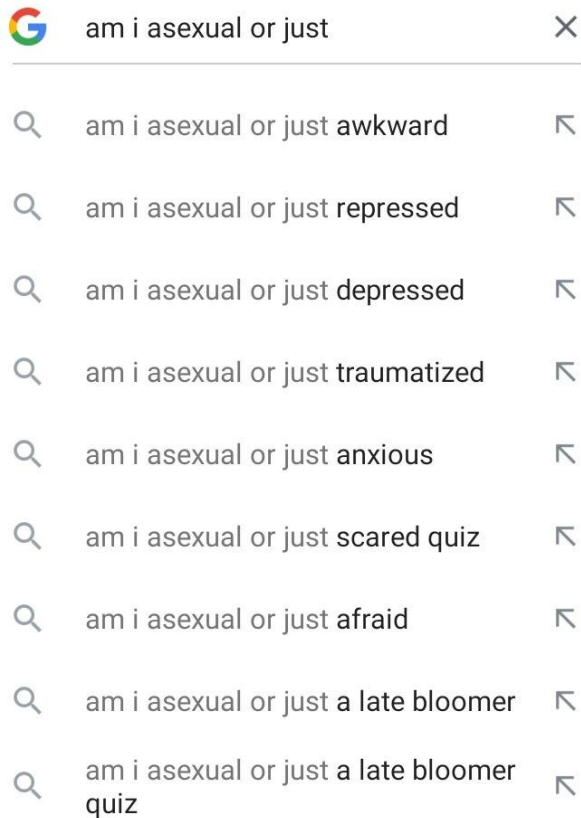 am i asexual or just
am i asexual or just awkward
am i asexual or just repressed
am i asexual or just depressed
am i asexual or just traumatized
am i asexual or just anxious
am i asexual or just scared quiz
am i asexual or just afraid
am i asexual or just a late bloomer
am i asexual or just a late bloomer
quiz